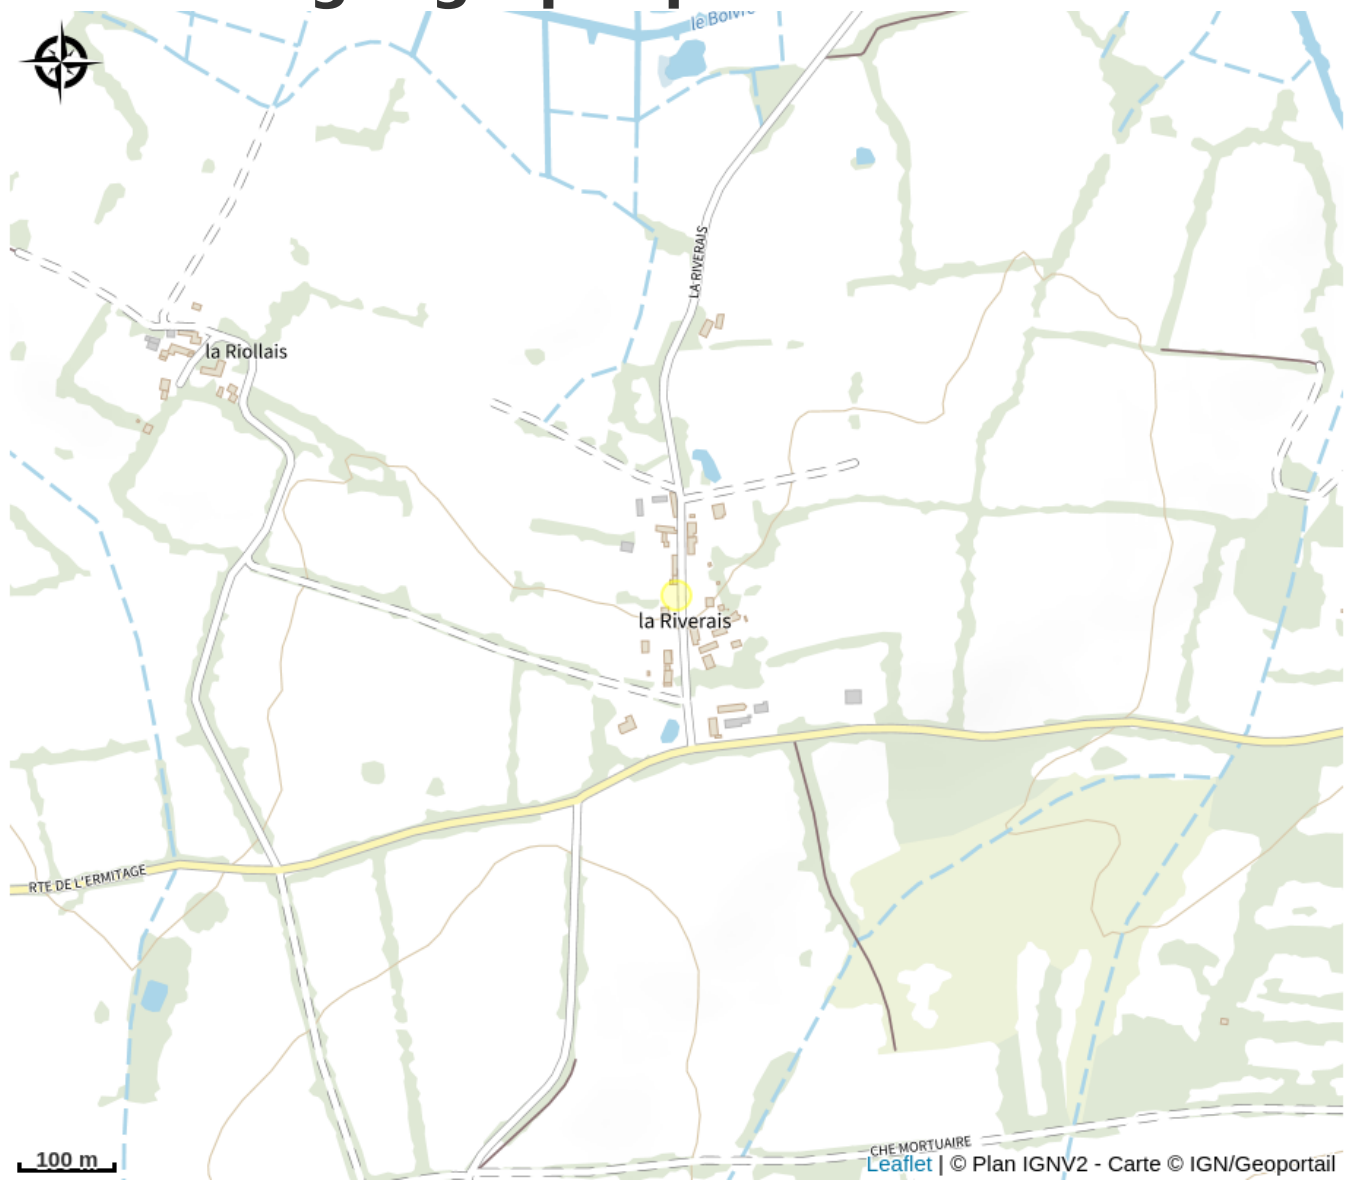 le Boivre
LA RIVERAIS
la Riollais
la Riverais
RTE DE L'ERMITAGE
CHE MORTUAIRE
100 m
Leaflet | © Plan IGNV2 - Carte © IGN/Geoportail